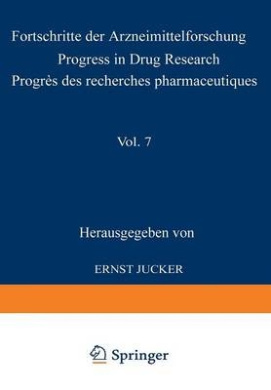 Fortschritte der Arzneimittelforschung
Progress in Drug Research
Progrès des recherches pharmaceutiques
Vol. 7
Herausgegeben von
ERNST JUCKER
Springer